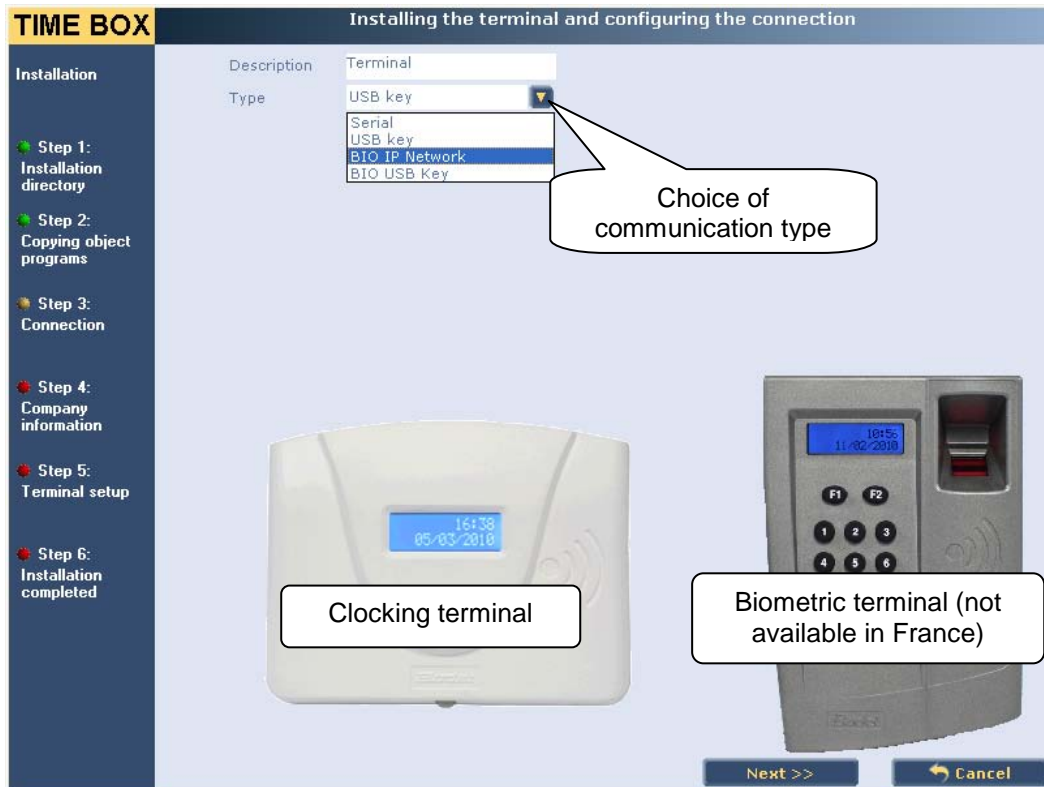 TIME BOX
Installing the terminal and configuring the connection
Installation
Description
Terminal
Type
USB key
Serial
USB key
BIO IP Network
BIO USB Key
Choice of
communication type
Step 1:
Installation
directory
Step 2:
Copying object
programs
Step 3:
Connection
Step 4:
Company
information
Step 5:
Terminal setup
Step 6:
Installation
completed
16:38
05/03/2010
Clocking terminal
10:56
11/02/2010
F1 F2
1 2 3
4 5 6
Biometric terminal (not
available in France)
Bodet
Next >>
Cancel